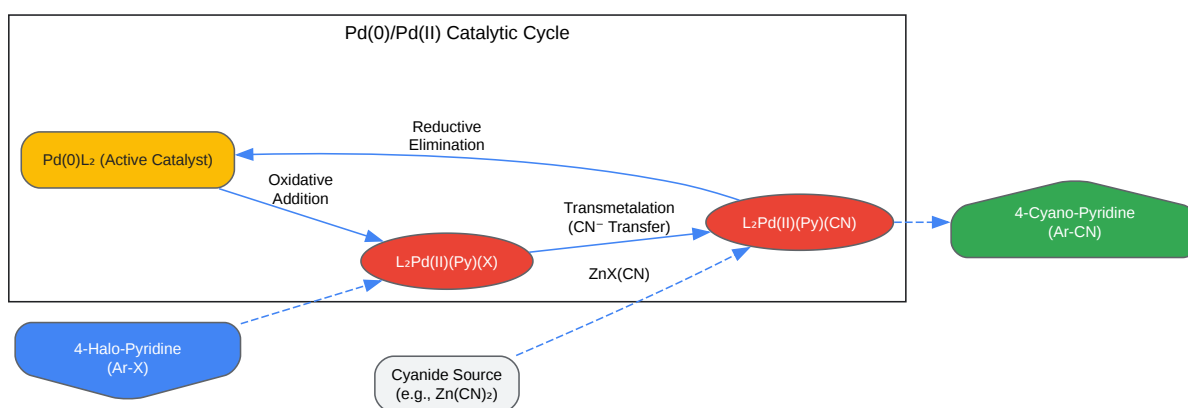 Pd(0)/Pd(II) Catalytic Cycle
Reductive
Elimination
Pd(0)L₂ (Active Catalyst)
Oxidative
Addition
Transmetalation
(CN⁻ Transfer)
L₂Pd(II)(Py)(CN)
4-Cyano-Pyridine
(Ar-CN)
L₂Pd(II)(Py)(X)
ZnX(CN)
4-Halo-Pyridine
(Ar-X)
Cyanide Source
(e.g., Zn(CN)₂)